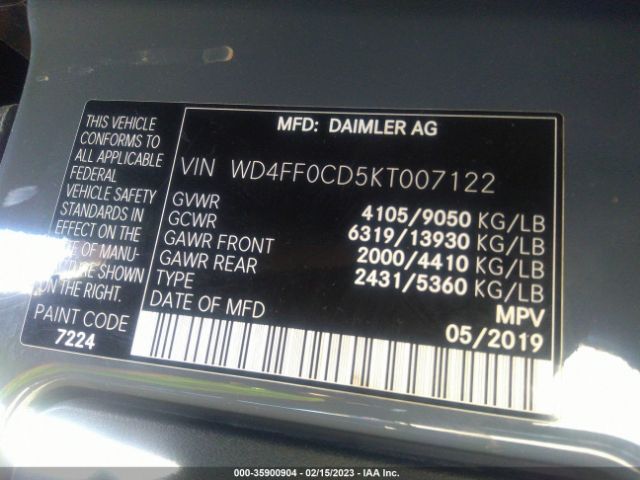 THIS VEHICLE
CONFORMS TO
ALL APPLICABLE
FEDERAL
VEHICLE SAFETY
STANDARDS IN
EFFECT ON THE
DATE OF MANU-
FACTURE SHOWN
ON THE RIGHT.
PAINT CODE
7224
MFD: DAIMLER AG
VIN WD4FF0CD5KT007122
GVWR 4105/9050 KG/LB
GCWR 6319/13930 KG/LB
GAWR FRONT 2000/4410 KG/LB
GAWR REAR 2431/5360 KG/LB
TYPE MPV
DATE OF MFD 05/2019
000-35900904 - 02/15/2023 - IAA Inc.